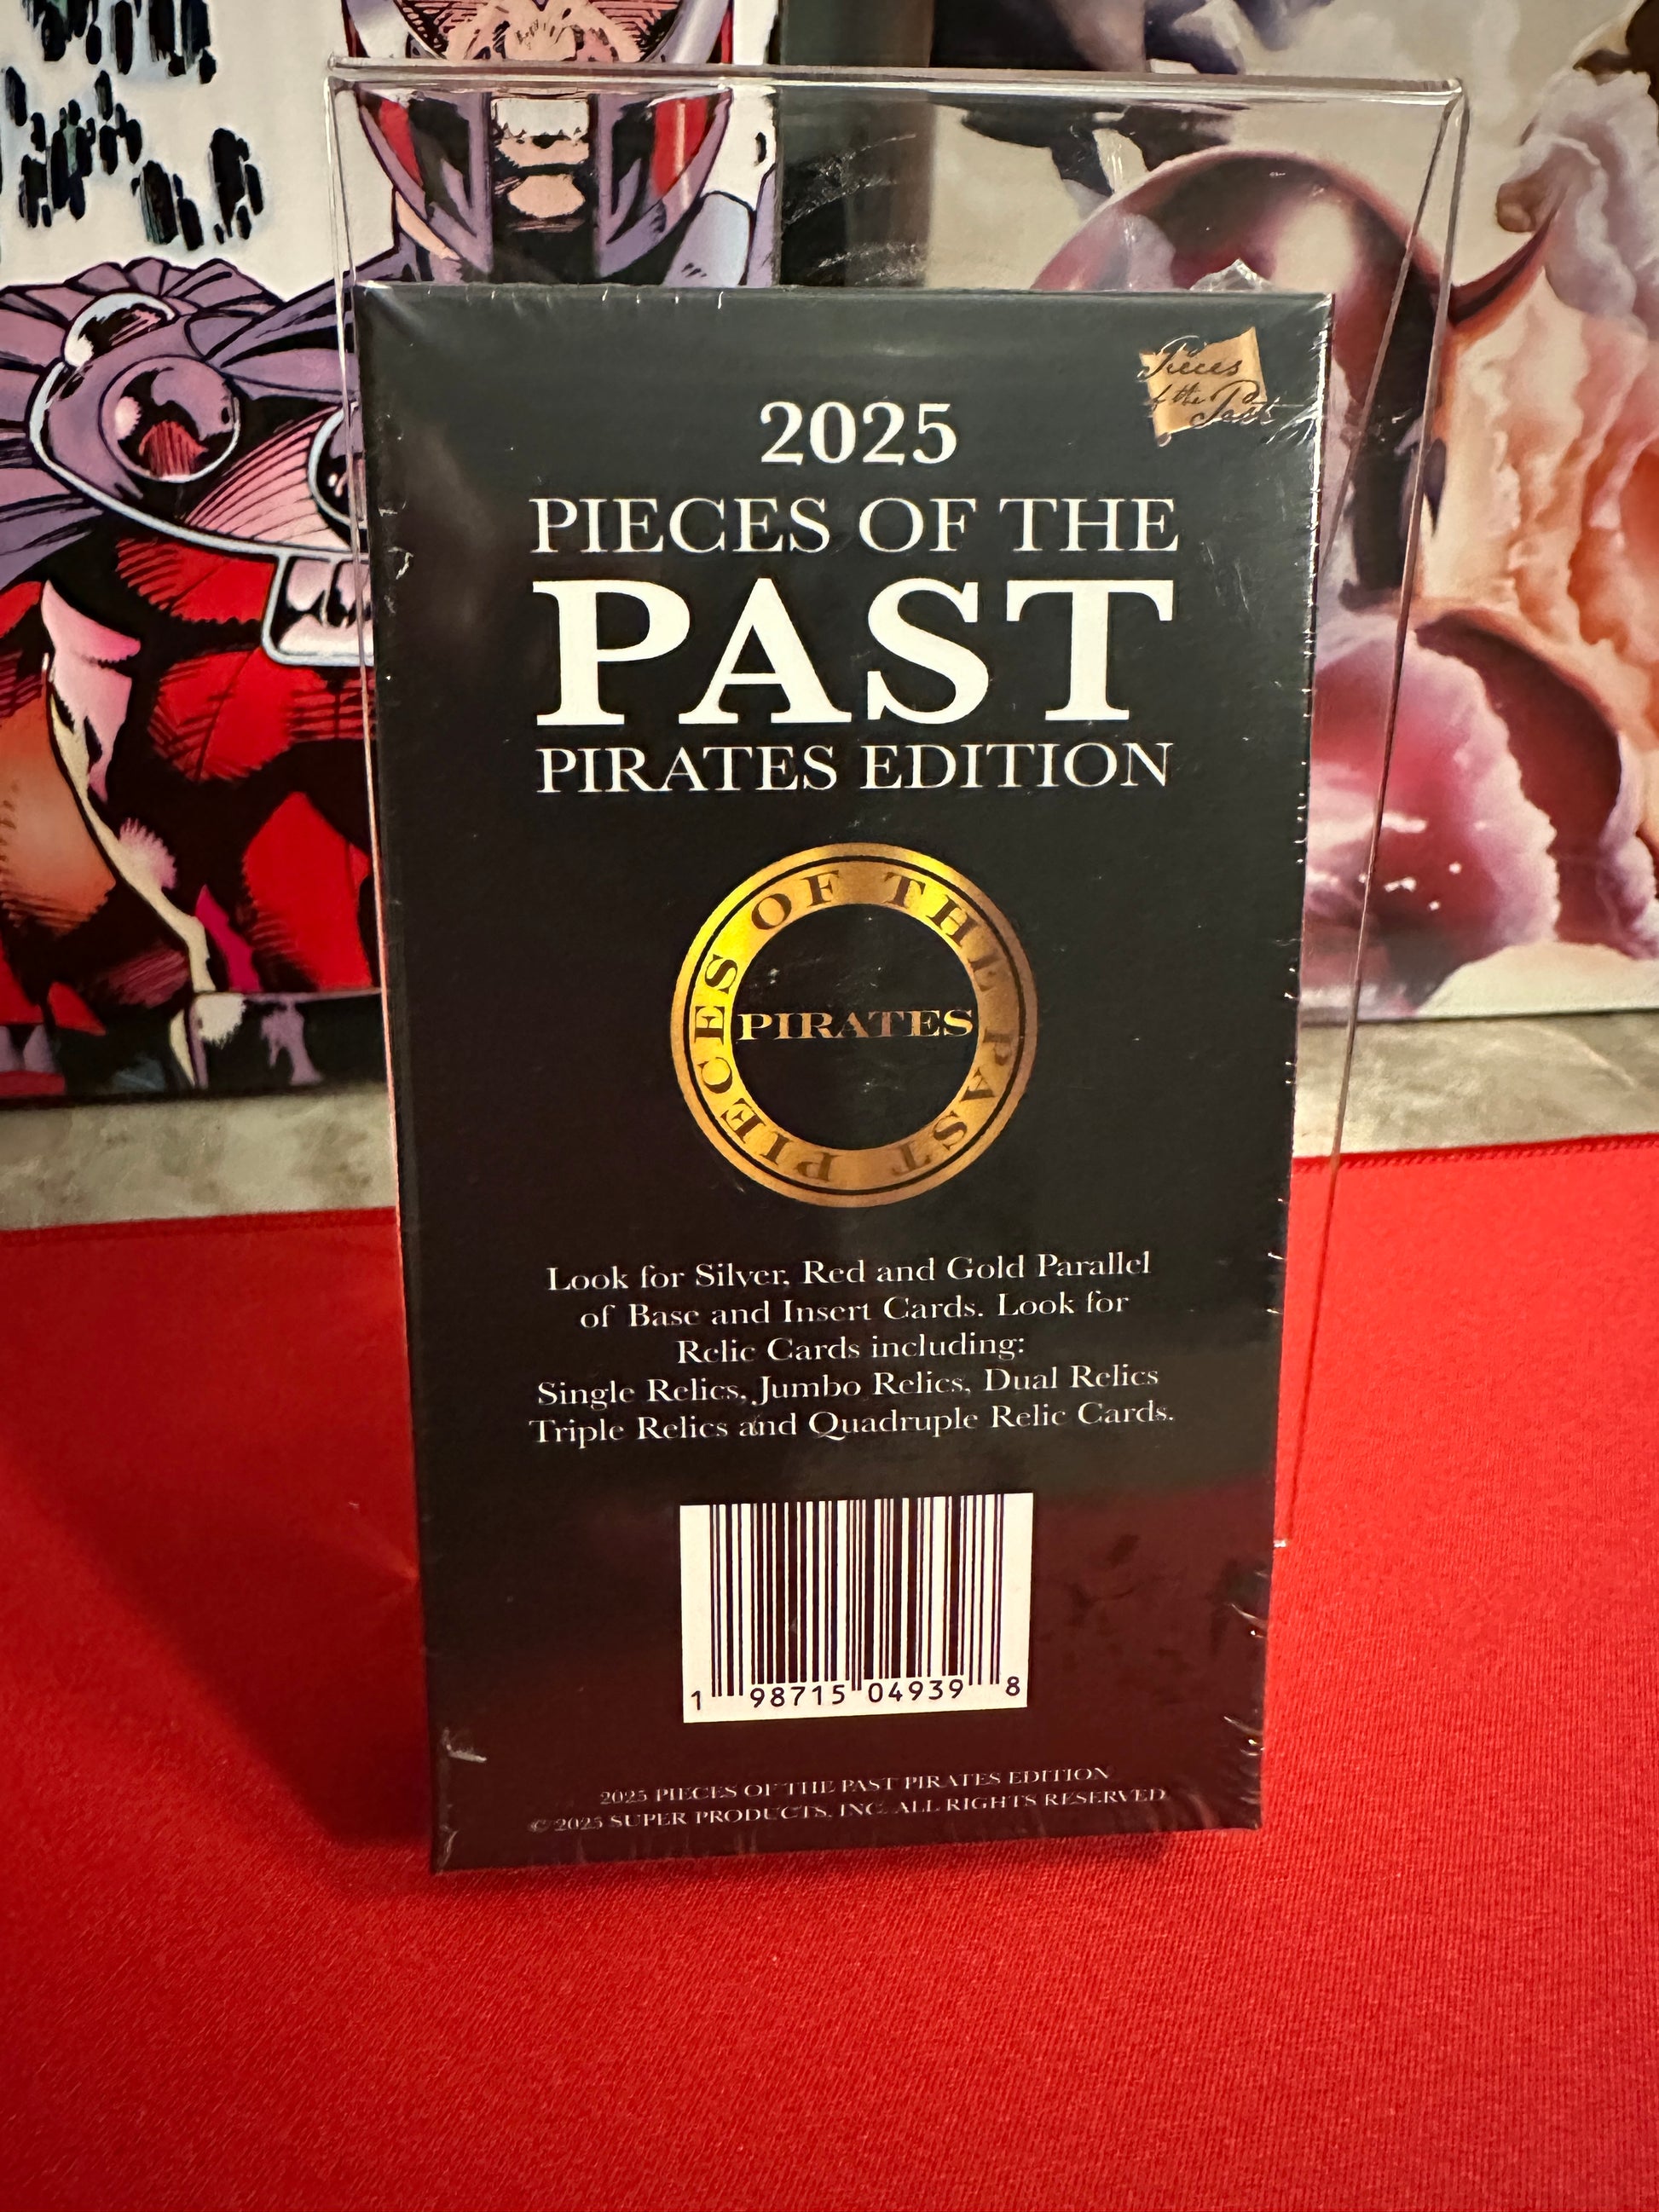 Pieces
of the Past
2025
PIECES OF THE
PAST
PIRATES EDITION
PIECES OF THE PAST
PIRATES
Look for Silver, Red and Gold Parallel
of Base and Insert Cards. Look for
Relic Cards including:
Single Relics, Jumbo Relics, Dual Relics
Triple Relics and Quadruple Relic Cards.
1 98715 04939 8
2025 PIECES OF THE PAST PIRATES EDITION
© 2025 SUPER PRODUCTS, INC. ALL RIGHTS RESERVED